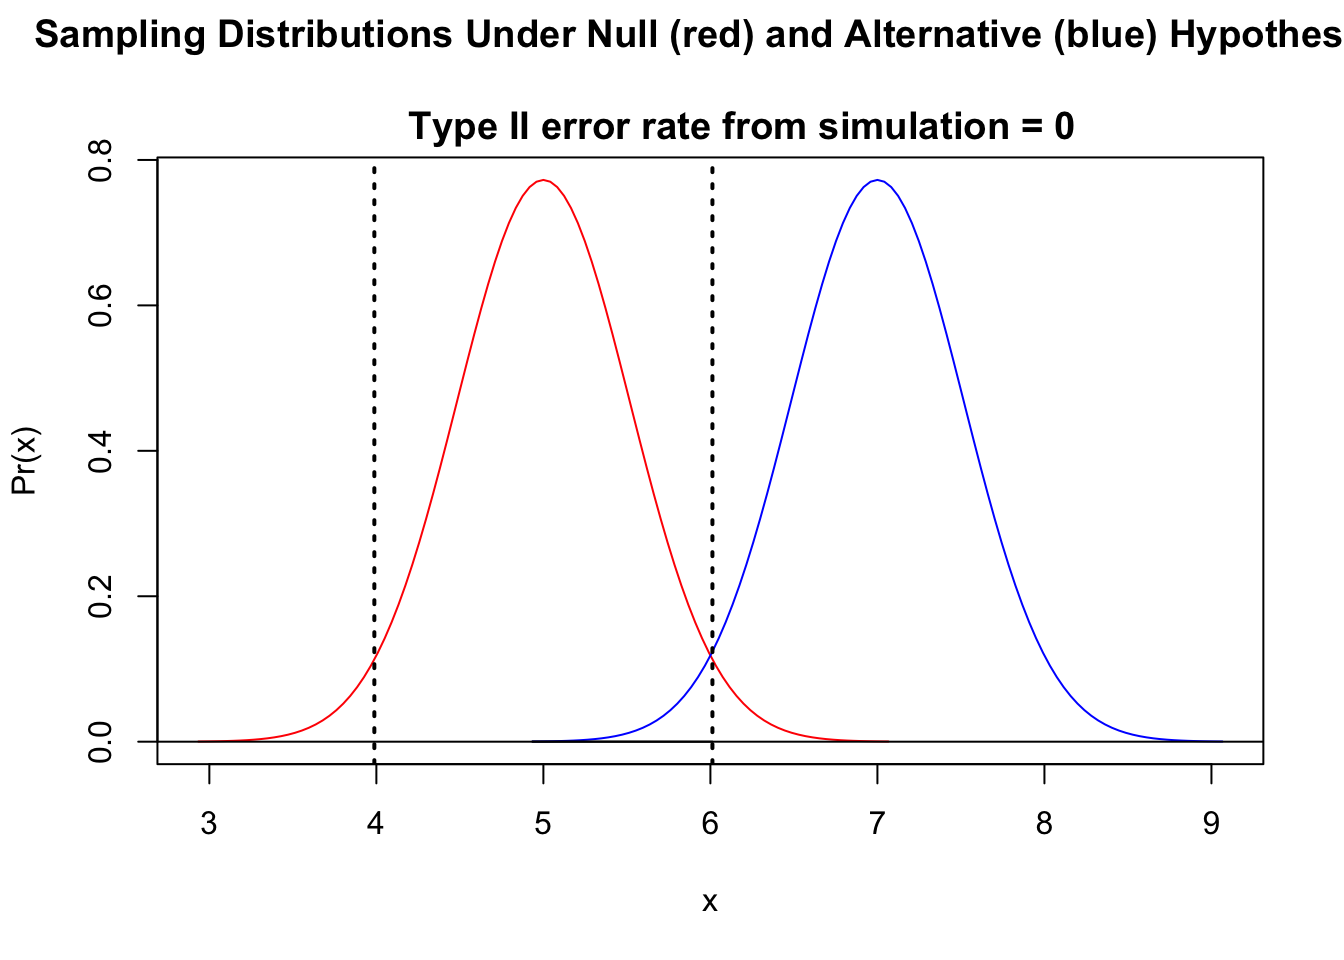 Sampling Distributions Under Null (red) and Alternative (blue) Hypothes
Type II error rate from simulation = 0
0.8
0.6
0.4
0.2
0.0
Pr(x)
3 4 5 6 7 8 9
x